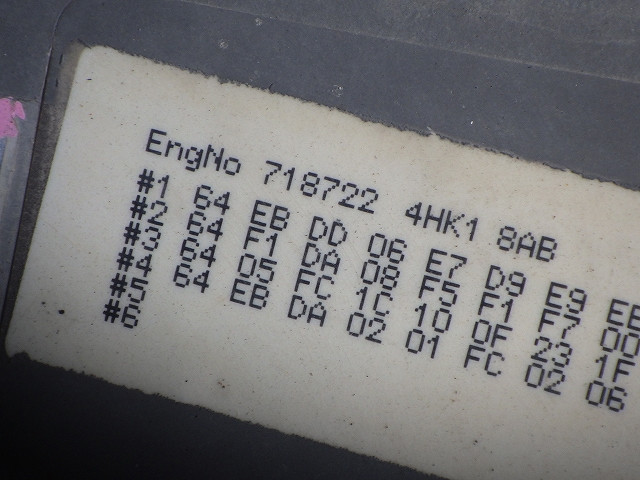 EngNo 718722 4HK1 8AB
#1 64 EB DD 06 E7 D9 E9 EB
#2 64 F1 DA 08 F5 F1 F7 00
#3 64 05 FC 1C 10 0F 23 1F
#4 64 EB DA 02 01 FC 02 06
#5
#6